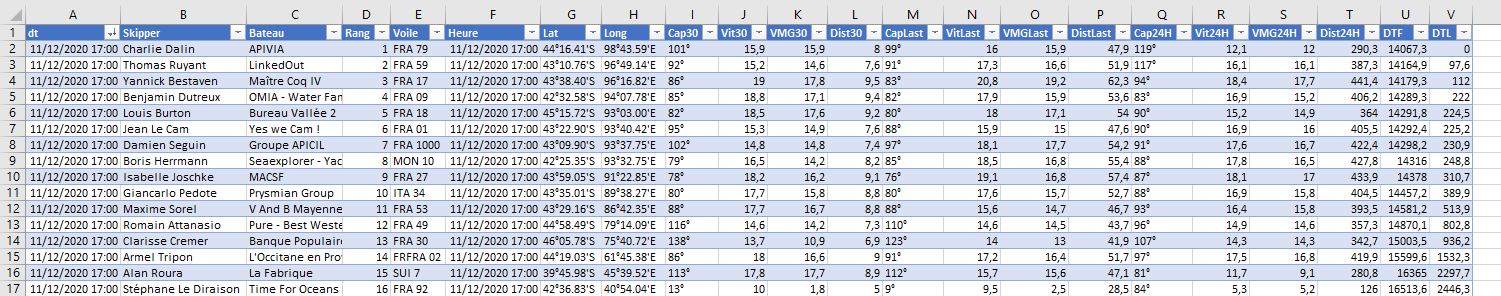 A B C D E F G H I J K L M N O P Q R S T U V
1 dt Skipper Bateau Rang Voile Heure Lat Long Cap30 Vit30 VMG30 Dist30 CapLast VitLast VMGLast DistLast Cap24H Vit24H VMG24H Dist24H DTF DTL
2 11/12/2020 17:00 Charlie Dalin APIVIA 1 FRA 79 11/12/2020 17:00 44°16.41'S 98°43.59'E 101° 15,9 15,9 8 99° 16 15,9 47,9 119° 12,1 12 290,3 14067,3 0
3 11/12/2020 17:00 Thomas Ruyant LinkedOut 2 FRA 59 11/12/2020 17:00 43°10.76'S 96°49.14'E 92° 15,2 14,6 7,6 91° 17,3 16,6 51,9 117° 16,1 16,1 387,3 14164,9 97,6
4 11/12/2020 17:00 Yannick Bestaven Maître Coq IV 3 FRA 17 11/12/2020 17:00 43°38.40'S 96°16.82'E 86° 19 17,8 9,5 83° 20,8 19,2 62,3 94° 18,4 17,7 441,4 14179,3 112
5 11/12/2020 17:00 Benjamin Dutreux OMIA - Water Fam 4 FRA 09 11/12/2020 17:00 42°32.58'S 94°07.78'E 85° 18,8 17,1 9,4 82° 17,9 15,9 53,6 83° 16,9 15,2 406,2 14289,3 222
6 11/12/2020 17:00 Louis Burton Bureau Vallée 2 5 FRA 18 11/12/2020 17:00 45°15.72'S 93°03.00'E 82° 18,5 17,6 9,2 80° 18 17,1 54 90° 15,2 14,9 364 14291,8 224,5
7 11/12/2020 17:00 Jean Le Cam Yes we Cam ! 6 FRA 01 11/12/2020 17:00 43°22.90'S 93°40.42'E 95° 15,3 14,9 7,6 88° 15,9 15 47,6 90° 16,9 16 405,5 14292,4 225,2
8 11/12/2020 17:00 Damien Seguin Groupe APICIL 7 FRA 1000 11/12/2020 17:00 43°09.90'S 93°37.75'E 102° 14,8 14,8 7,4 97° 18,1 17,7 54,2 91° 17,6 16,7 422,4 14298,2 230,9
9 11/12/2020 17:00 Boris Herrmann Seaexplorer - Yac 8 MON 10 11/12/2020 17:00 42°25.35'S 93°32.75'E 79° 16,5 14,2 8,2 85° 18,5 16,8 55,4 88° 17,8 16,5 427,8 14316 248,8
10 11/12/2020 17:00 Isabelle Joschke MACSF 9 FRA 27 11/12/2020 17:00 43°59.05'S 91°22.85'E 78° 18,2 16,2 9,1 76° 19,1 16,8 57,4 87° 18,1 17 433,9 14378 310,7
11 11/12/2020 17:00 Giancarlo Pedote Prysmian Group 10 ITA 34 11/12/2020 17:00 43°35.01'S 89°38.27'E 80° 17,7 15,8 8,8 80° 17,6 15,7 52,7 88° 16,9 15,8 404,5 14457,2 389,9
12 11/12/2020 17:00 Maxime Sorel V And B Mayenne 11 FRA 53 11/12/2020 17:00 43°29.16'S 86°42.35'E 88° 17,7 16,7 8,8 88° 15,6 14,7 46,7 93° 16,4 15,8 393,5 14581,2 513,9
13 11/12/2020 17:00 Romain Attanasio Pure - Best Weste 12 FRA 49 11/12/2020 17:00 44°58.49'S 79°14.09'E 116° 14,6 14,2 7,3 110° 14,6 14,5 43,7 96° 14,9 14,6 357,3 14870,1 802,8
14 11/12/2020 17:00 Clarisse Cremer Banque Populaire 13 FRA 30 11/12/2020 17:00 46°05.78'S 75°40.72'E 138° 13,7 10,9 6,9 123° 14 13 41,9 107° 14,3 14,3 342,7 15003,5 936,2
15 11/12/2020 17:00 Armel Tripon L'Occitane en Pro 14 FRFRA 02 11/12/2020 17:00 44°19.03'S 61°45.38'E 86° 18 16,6 9 91° 17,2 16,4 51,7 97° 17,5 16,8 419,9 15599,6 1532,3
16 11/12/2020 17:00 Alan Roura La Fabrique 15 SUI 7 11/12/2020 17:00 39°45.98'S 45°39.52'E 113° 17,8 17,7 8,9 112° 15,7 15,6 47,1 81° 11,7 9,1 280,8 16365 2297,7
17 11/12/2020 17:00 Stéphane Le Diraison Time For Oceans 16 FRA 92 11/12/2020 17:00 42°36.83'S 40°54.04'E 13° 10 1,8 5 9° 9,5 2,5 28,5 84° 5,3 5,2 126 16513,6 2446,3